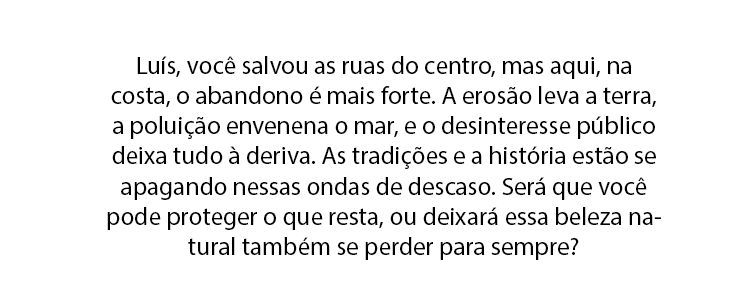 Luís, você salvou as ruas do centro, mas aqui, na
costa, o abandono é mais forte. A erosão leva a terra,
a poluição envenena o mar, e o desinteresse público
deixa tudo à deriva. As tradições e a história estão se
apagando nessas ondas de descaso. Será que você
pode proteger o que resta, ou deixará essa beleza na-
tural também se perder para sempre?